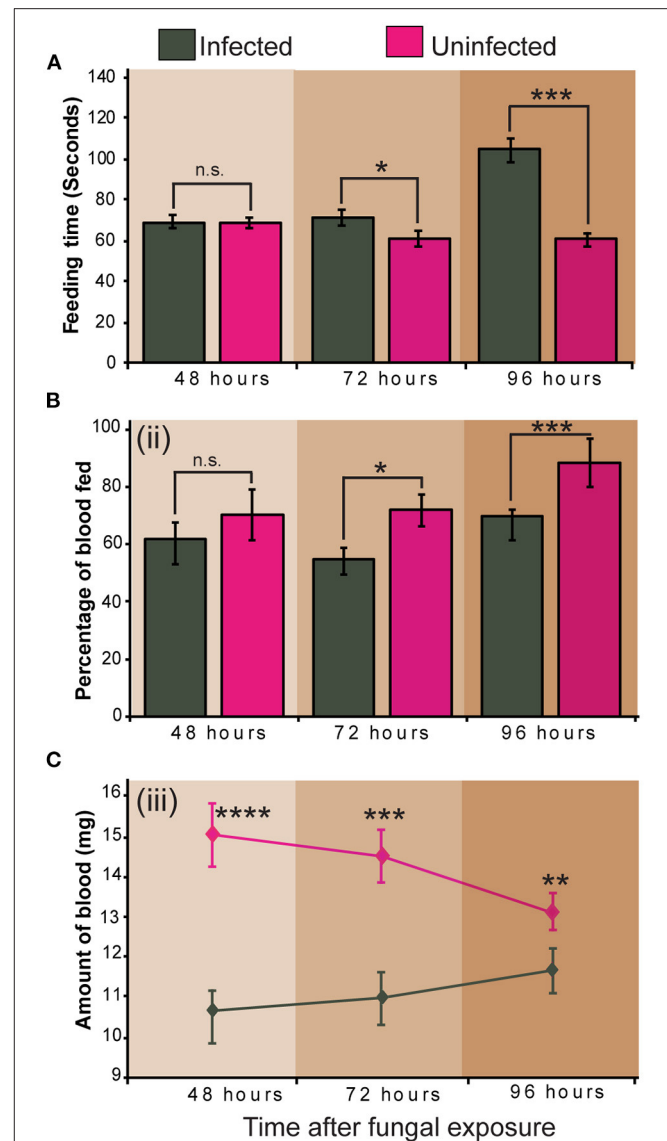 Infected Uninfected
A
Feeding time (Seconds)
140
120
100
80
60
40
20
0
n.s.
*
***
48 hours 72 hours 96 hours
B
(ii)
Percentage of blood fed
100
80
60
40
20
0
n.s.
*
***
48 hours 72 hours 96 hours
C
(iii)
Amount of blood (mg)
16
15
14
13
12
11
10
9
****
***
**
48 hours 72 hours 96 hours
Time after fungal exposure